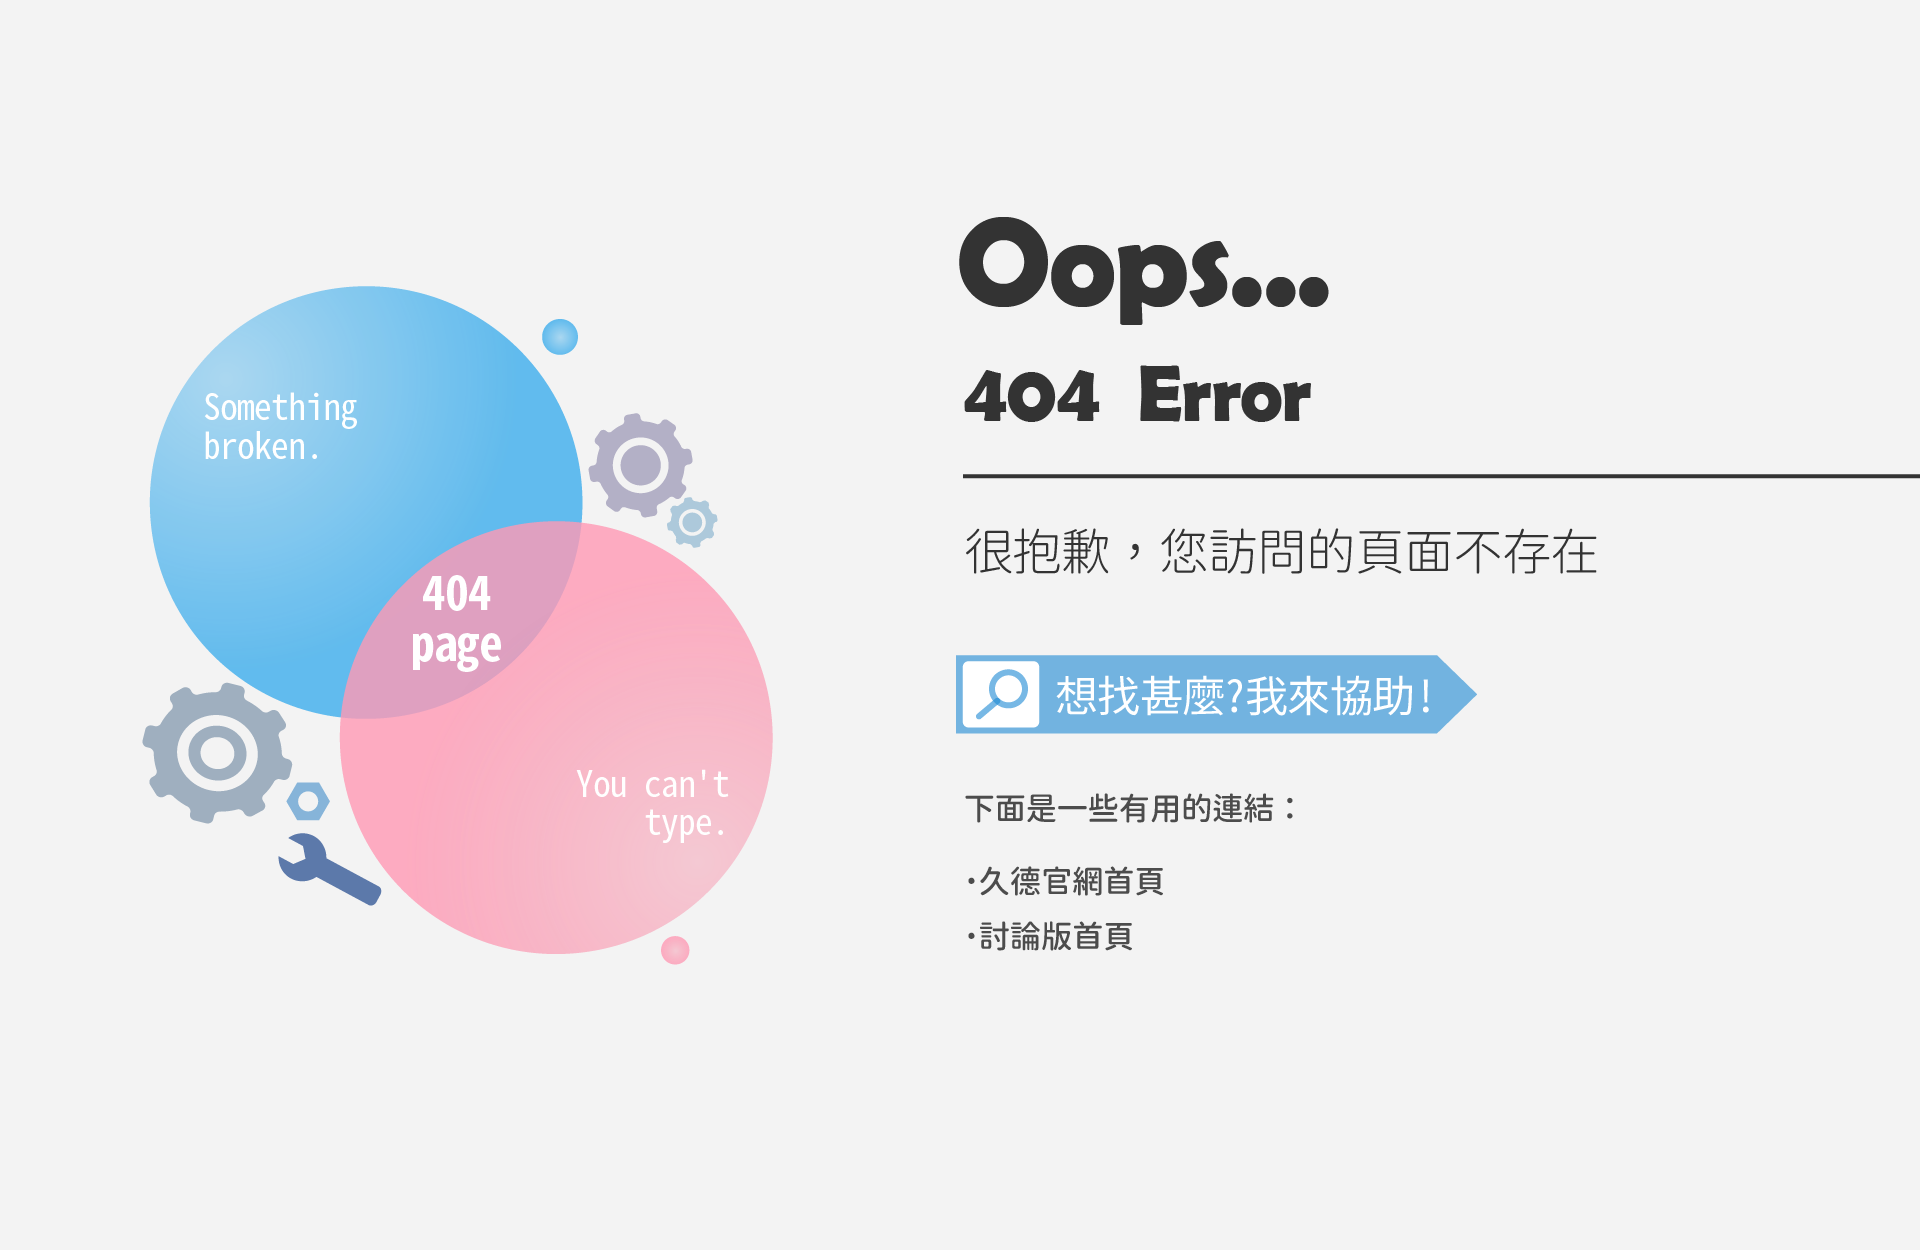 Something
broken.
404
page
You can't
type.
Oops...
404 Error
很抱歉，您訪問的頁面不存在
想找甚麼?我來協助!
下面是一些有用的連結：
·久德官網首頁
·討論版首頁